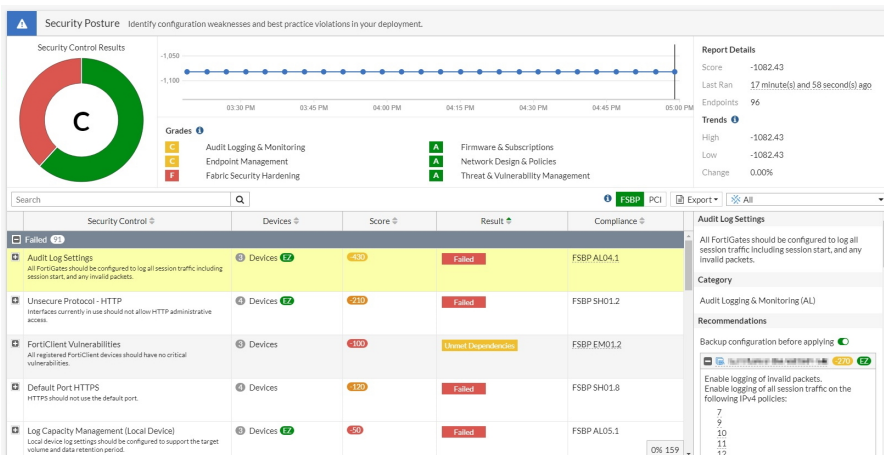 Security Posture Identify configuration weaknesses and best practice violations in your deployment.
Security Control Results
C
-1,050
-1,100
03:30 PM 03:45 PM 04:00 PM 04:15 PM 04:30 PM 04:45 PM 05:00 PM
Grades
C Audit Logging & Monitoring
C Endpoint Management
F Fabric Security Hardening
A Firmware & Subscriptions
A Network Design & Policies
A Threat & Vulnerability Management
Report Details
Score -1082.43
Last Ran 17 minute(s) and 58 second(s) ago
Endpoints 96
Trends
High -1082.43
Low -1082.43
Change 0.00%
Search
FSBP PCI Export All
Security Control Devices Score Result Compliance
Failed 91
Audit Log Settings 3 Devices EZ -430 Failed FSBP AL04.1
All FortiGates should be configured to log all session traffic including
session start, and any invalid packets.
Unsecure Protocol - HTTP 4 Devices EZ -210 Failed FSBP SH01.2
Interfaces currently in use should not allow HTTP administrative
access.
FortiClient Vulnerabilities 3 Devices -100 Unmet Dependencies FSBP EM01.2
All registered FortiClient devices should have no critical
vulnerabilities.
Default Port HTTPS 4 Devices -120 Failed FSBP SH01.8
HTTPS should not use the default port.
Log Capacity Management (Local Device) 3 Devices EZ -50 Failed FSBP AL05.1
Local device log settings should be configured to support the target
volume and data retention period.
0% 159
Audit Log Settings
All FortiGates should be configured to log all
session traffic including session start, and any
invalid packets.
Category
Audit Logging & Monitoring (AL)
Recommendations
Backup configuration before applying
-270 EZ
Enable logging of invalid packets.
Enable logging of all session traffic on the
following IPv4 policies:
7
9
10
11
12